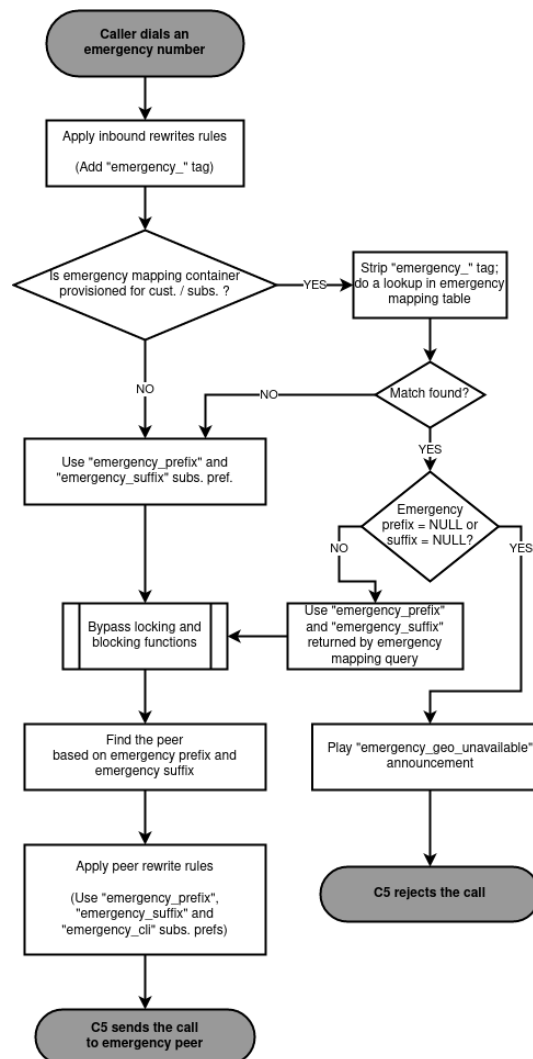 Caller dials an
emergency number
Apply inbound rewrites rules
(Add "emergency_" tag)
Is emergency mapping container
provisioned for cust. / subs. ?
YES
Strip "emergency_" tag;
do a lookup in emergency
mapping table
NO
NO
Match found?
YES
Use "emergency_prefix" and
"emergency_suffix" subs. pref.
Emergency
prefix = NULL or
suffix = NULL?
NO
YES
Bypass locking and
blocking functions
Use "emergency_prefix"
and "emergency_suffix"
returned by emergency
mapping query
Find the peer
based on emergency prefix and
emergency suffix
Play "emergency_geo_unavailable"
announcement
Apply peer rewrite rules
(Use "emergency_prefix",
"emergency_suffix" and
"emergency_cli" subs. prefs)
C5 rejects the call
C5 sends the call
to emergency peer